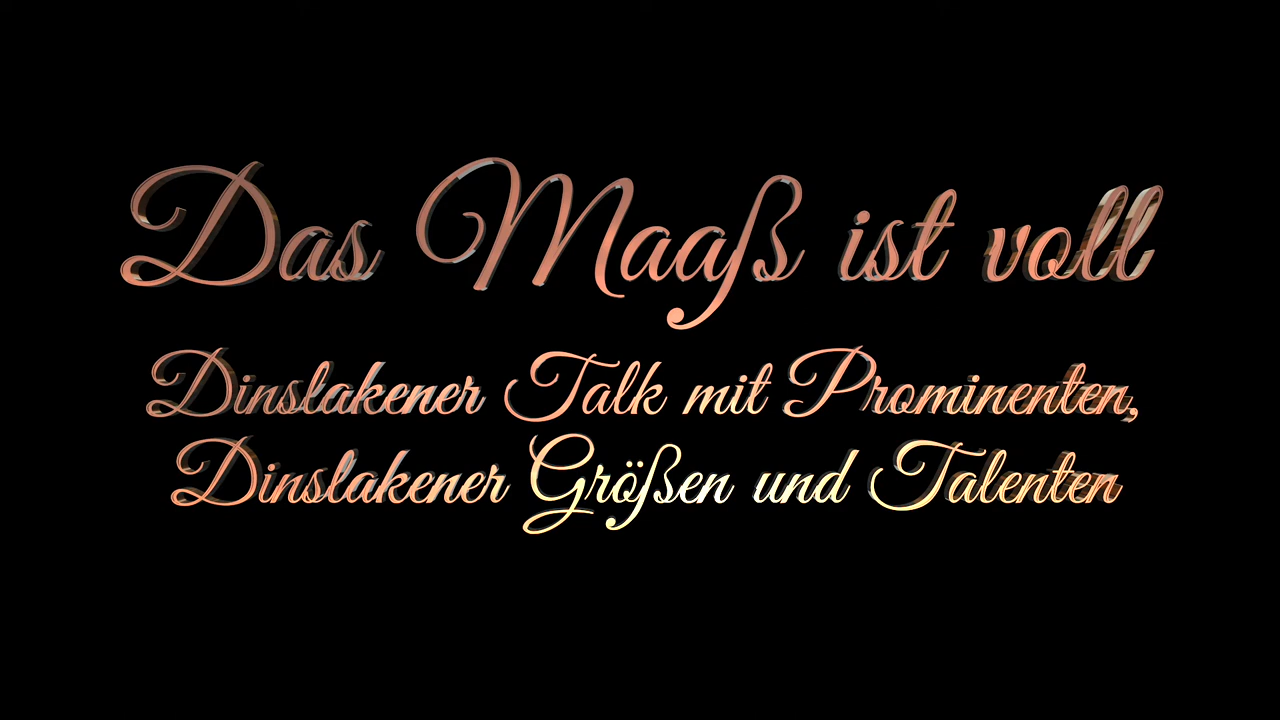 Das Maaß ist voll
Dinslakener Talk mit Prominenten,
Dinslakener Größen und Talenten